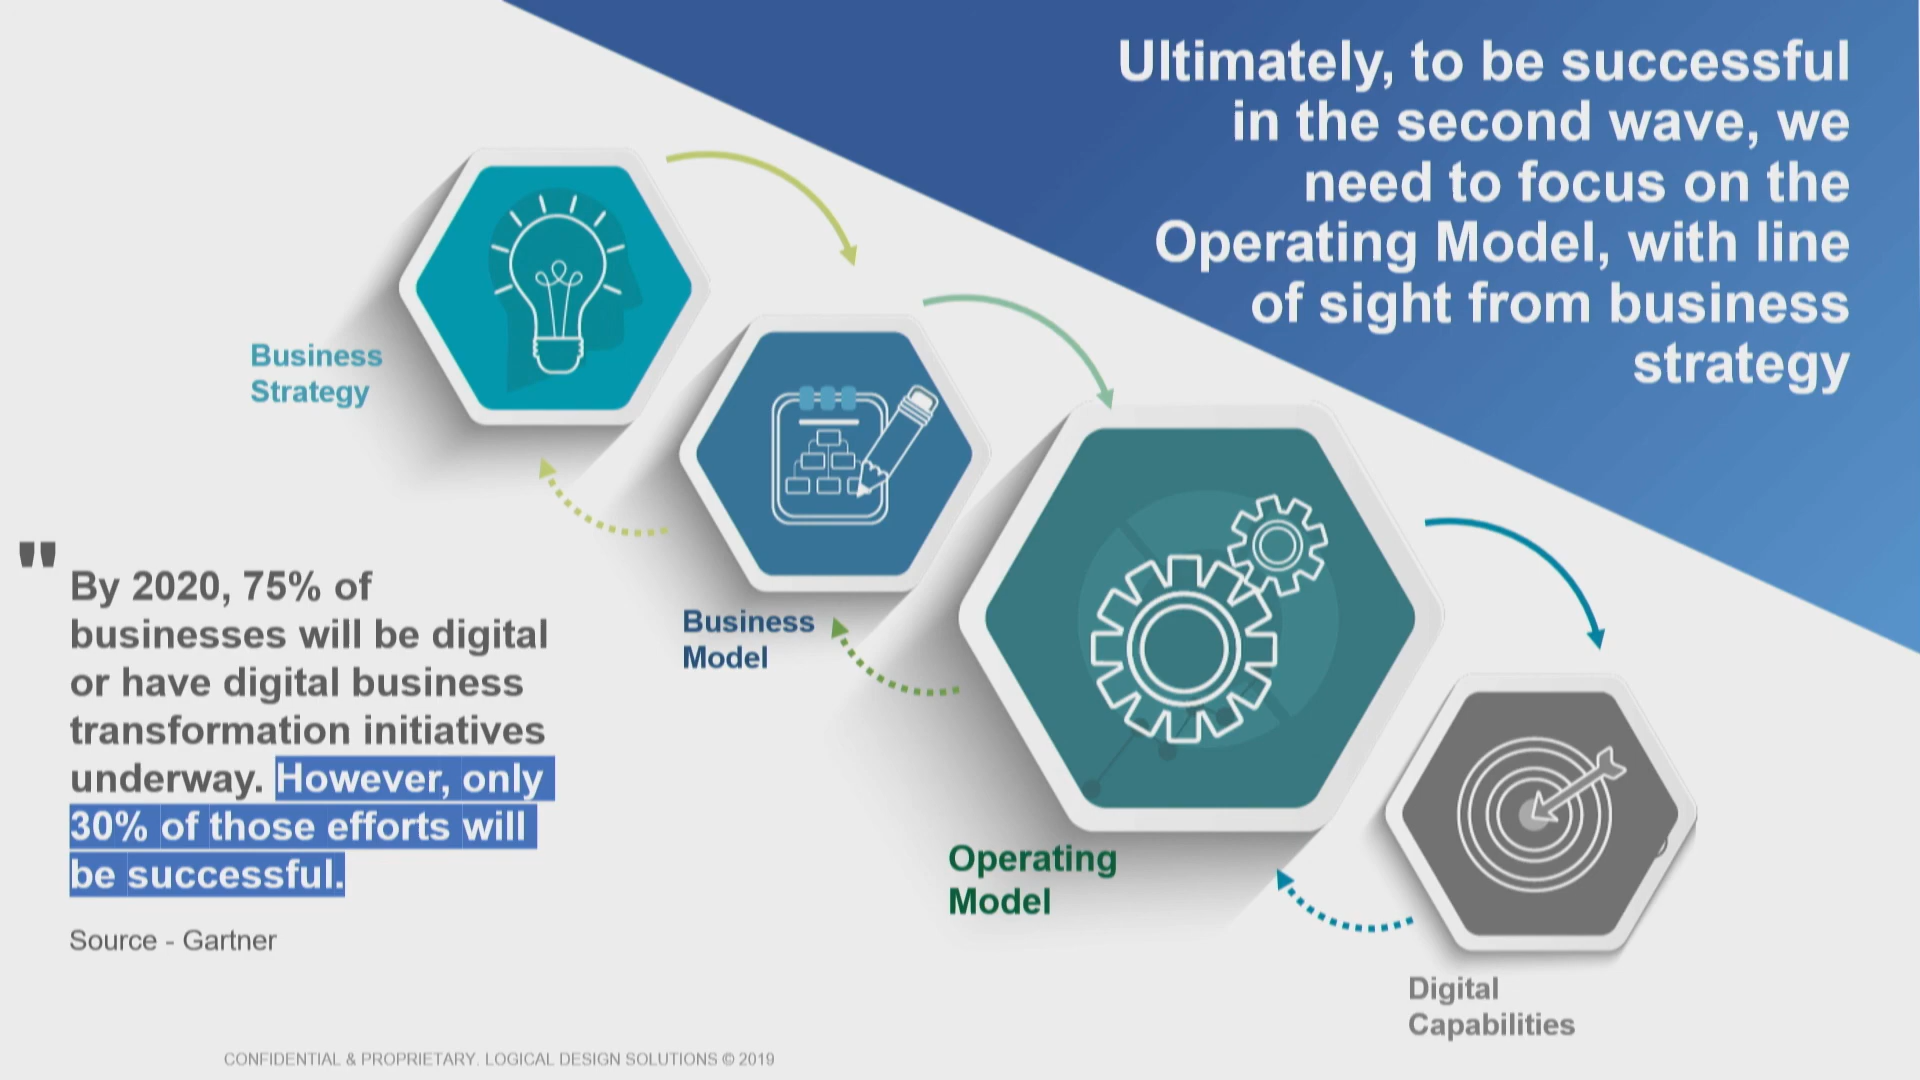 Ultimately, to be successful
in the second wave, we
need to focus on the
Operating Model, with line
of sight from business
strategy
Business
Strategy
Business
Model
Operating
Model
Digital
Capabilities
"
By 2020, 75% of
businesses will be digital
or have digital business
transformation initiatives
underway. However, only
30% of those efforts will
be successful.
Source - Gartner
CONFIDENTIAL & PROPRIETARY. LOGICAL DESIGN SOLUTIONS © 2019